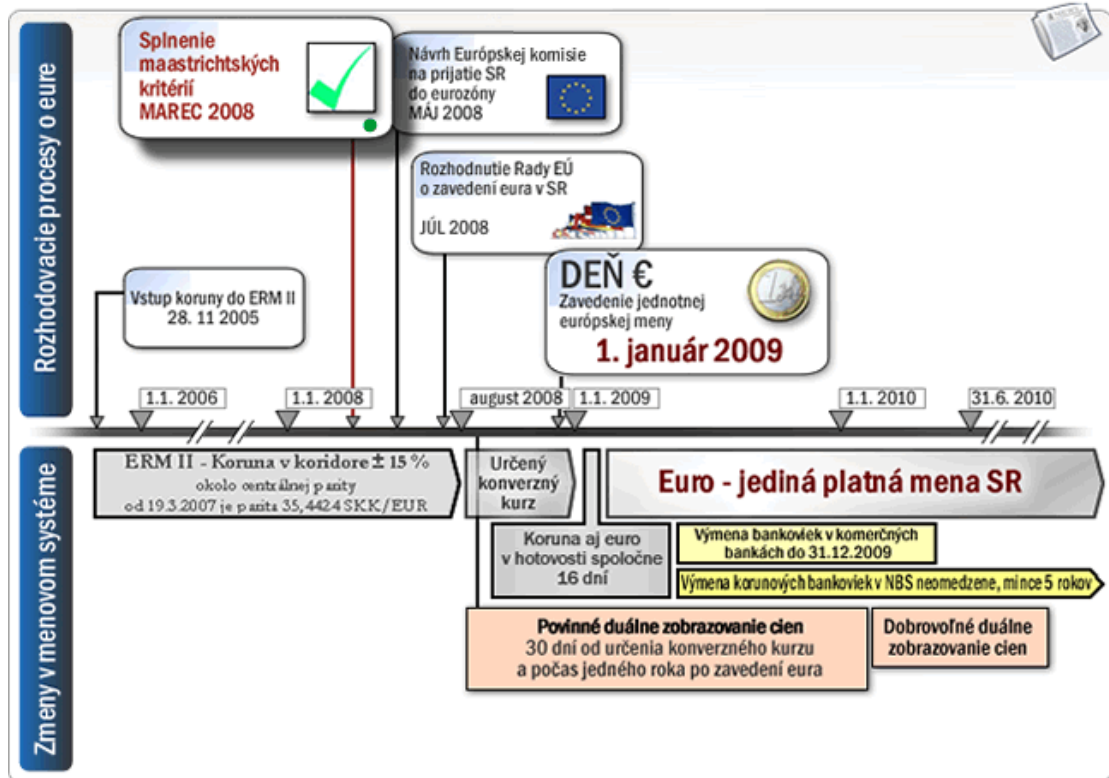 Rozhodovacie procesy o eure
Splnenie
maastrichtských
kritérií
MAREC 2008
Návrh Európskej komisie
na prijatie SR
do eurozóny
MÁJ 2008
Rozhodnutie Rady EÚ
o zavedení eura v SR
JÚL 2008
DEŇ €
Zavedenie jednotnej
európskej meny
1. január 2009
Vstup koruny do ERM II
28. 11 2005
1.1. 2006
1.1. 2008
august 2008
1.1. 2009
1.1. 2010
31.6. 2010
Zmeny v menovom systéme
ERM II - Koruna v koridore ± 15 %
okolo centrálnej parity
od 19.3.2007 je parita 35,4424 SKK/EUR
Určený
konverzný
kurz
Euro - jediná platná mena SR
Koruna aj euro
v hotovosti spoločne
16 dní
Výmena bankoviek v komerčných
bankách do 31.12.2009
Výmena korunových bankoviek v NBS neomedzene, mince 5 rokov
Povinné duálne zobrazovanie cien
30 dní od určenia konverzného kurzu
a počas jedného roka po zavedení eura
Dobrovoľné duálne
zobrazovanie cien